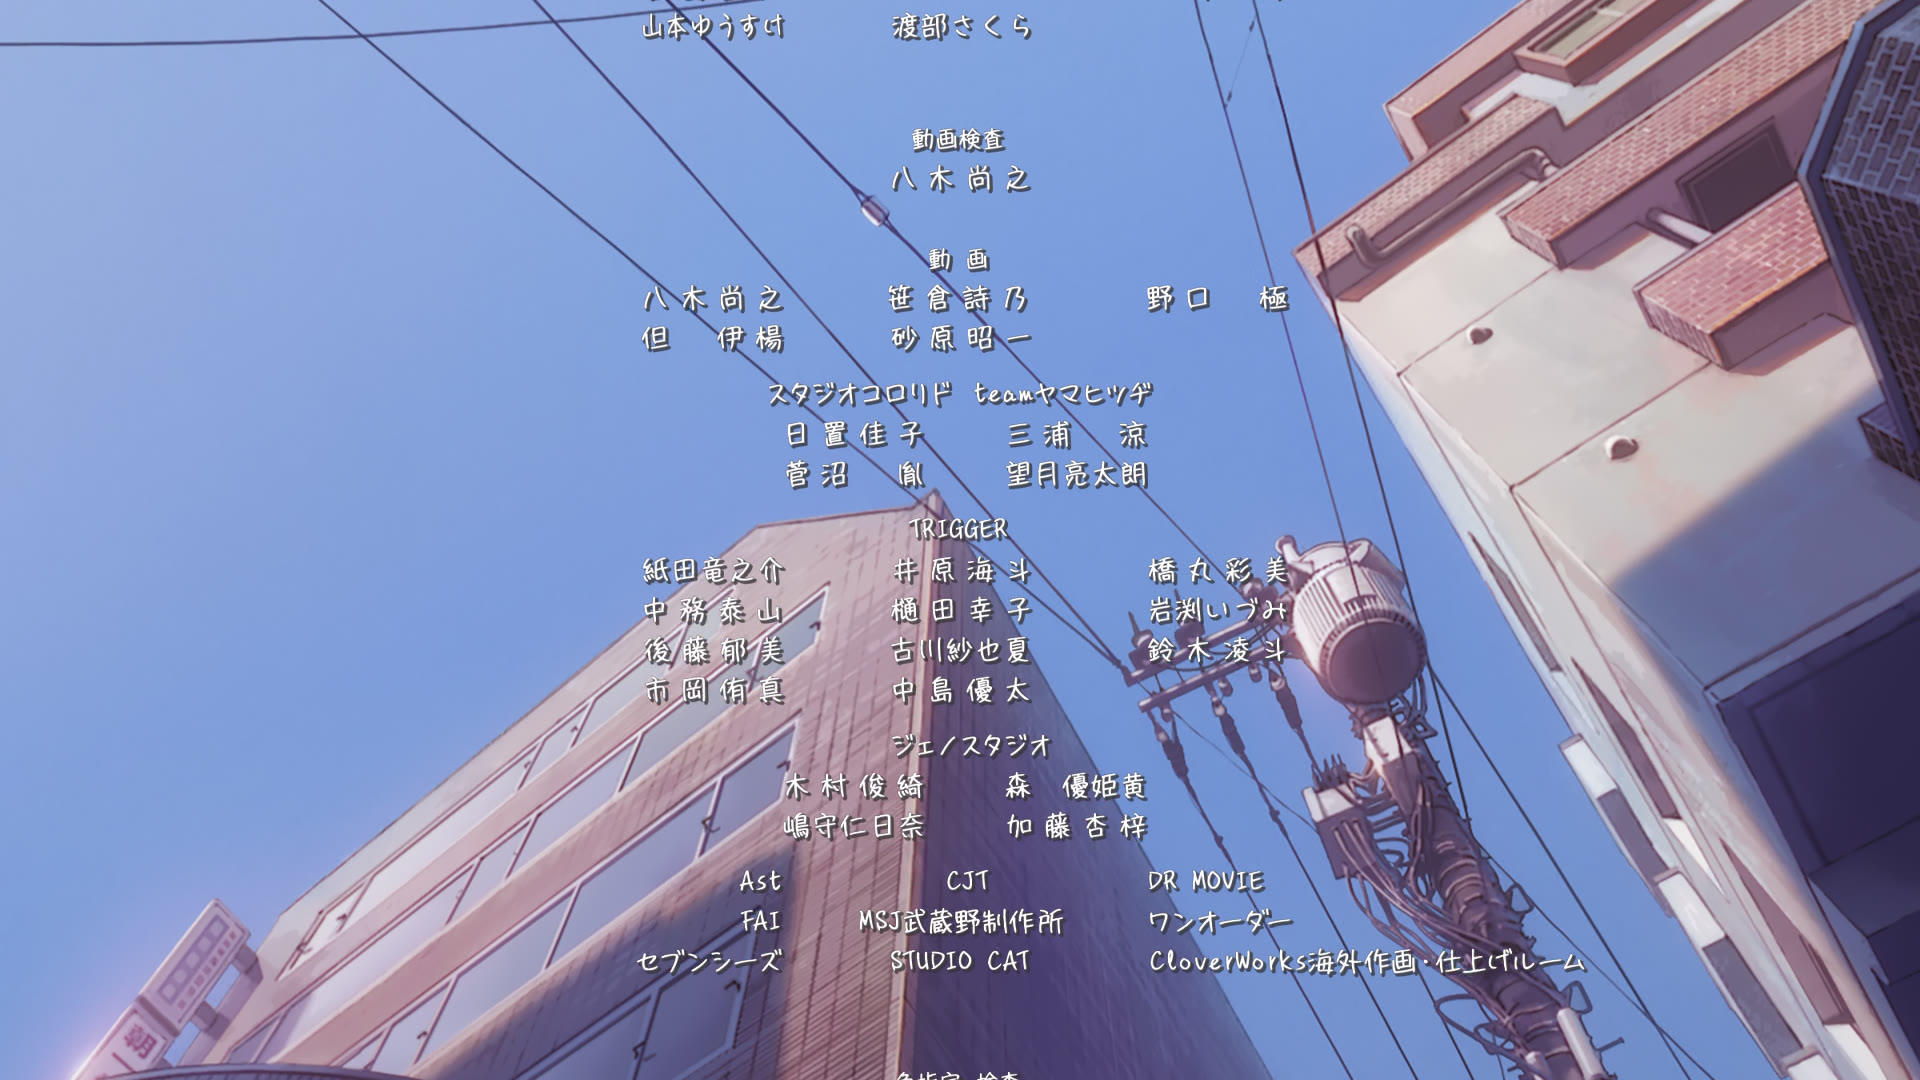 山本ゆうすけ 渡部さくら
動画検査
八木尚之
動画
八木尚之 笹倉詩乃 野口 極
但 伊楊 砂原昭一
スタジオコロリド teamヤマヒツヂ
日置佳子 三浦 涼
菅沼 胤 望月亮太朗
TRIGGER
紙田竜之介 井原海斗 橋丸彩美
中務泰山 樋田幸子 岩渕いづみ
後藤郁美 古川紗也夏 鈴木凌斗
市岡侑真 中島優太
ジェノスタジオ
木村俊綺 森 優姫黄
嶋守仁日奈 加藤杏梓
Ast CJT DR MOVIE
FAI MSJ武蔵野制作所 ワンオーダー
セブンシーズ STUDIO CAT CloverWorks海外作画・仕上げルーム